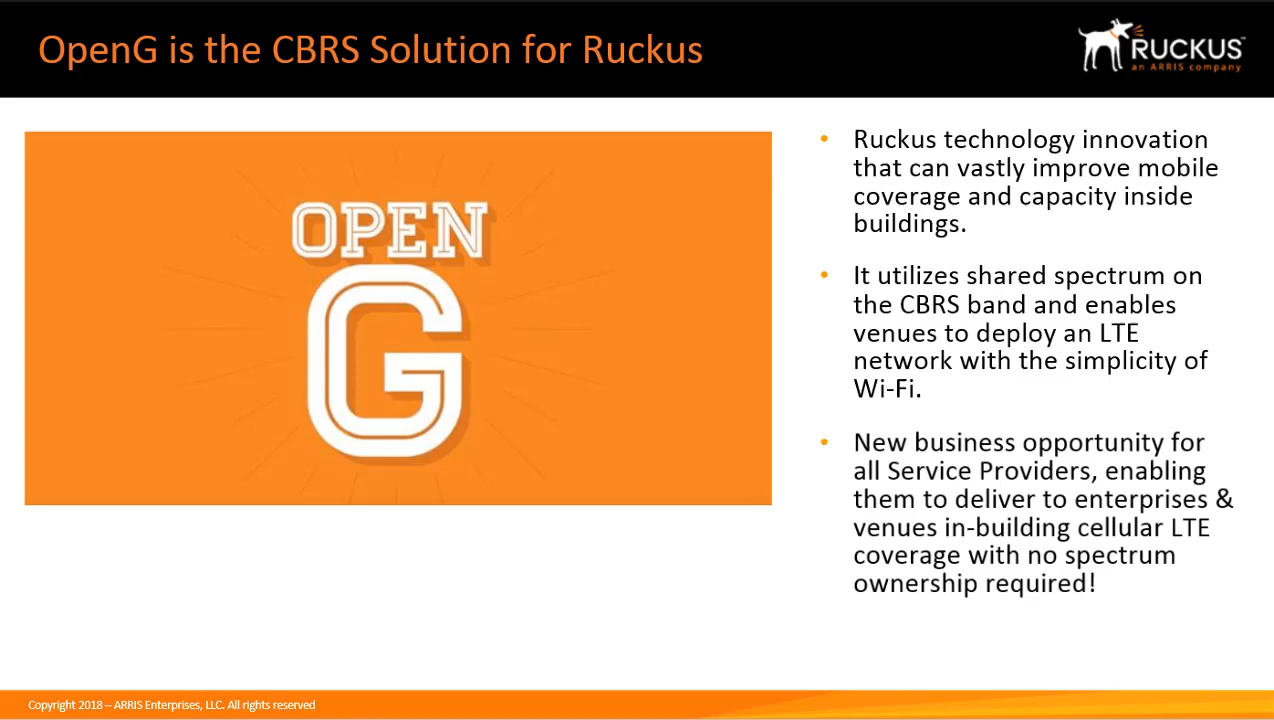 OpenG is the CBRS Solution for Ruckus
RUCKUS™
an ARRIS company
OPEN
G
• Ruckus technology innovation
that can vastly improve mobile
coverage and capacity inside
buildings.
• It utilizes shared spectrum on
the CBRS band and enables
venues to deploy an LTE
network with the simplicity of
Wi-Fi.
• New business opportunity for
all Service Providers, enabling
them to deliver to enterprises &
venues in-building cellular LTE
coverage with no spectrum
ownership required!
Copyright 2018 – ARRIS Enterprises, LLC. All rights reserved